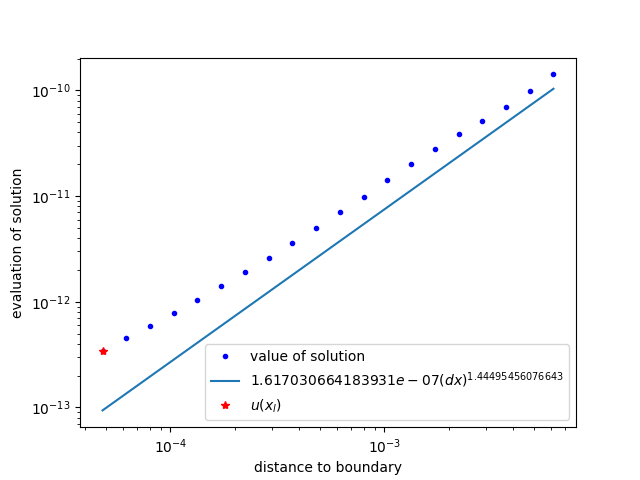 10⁻¹⁰
10⁻¹¹
10⁻¹²
10⁻¹³
evaluation of solution
value of solution
1.617030664183931e − 07(dx)^1.44495456076643
u(x_l)
10⁻⁴
10⁻³
distance to boundary